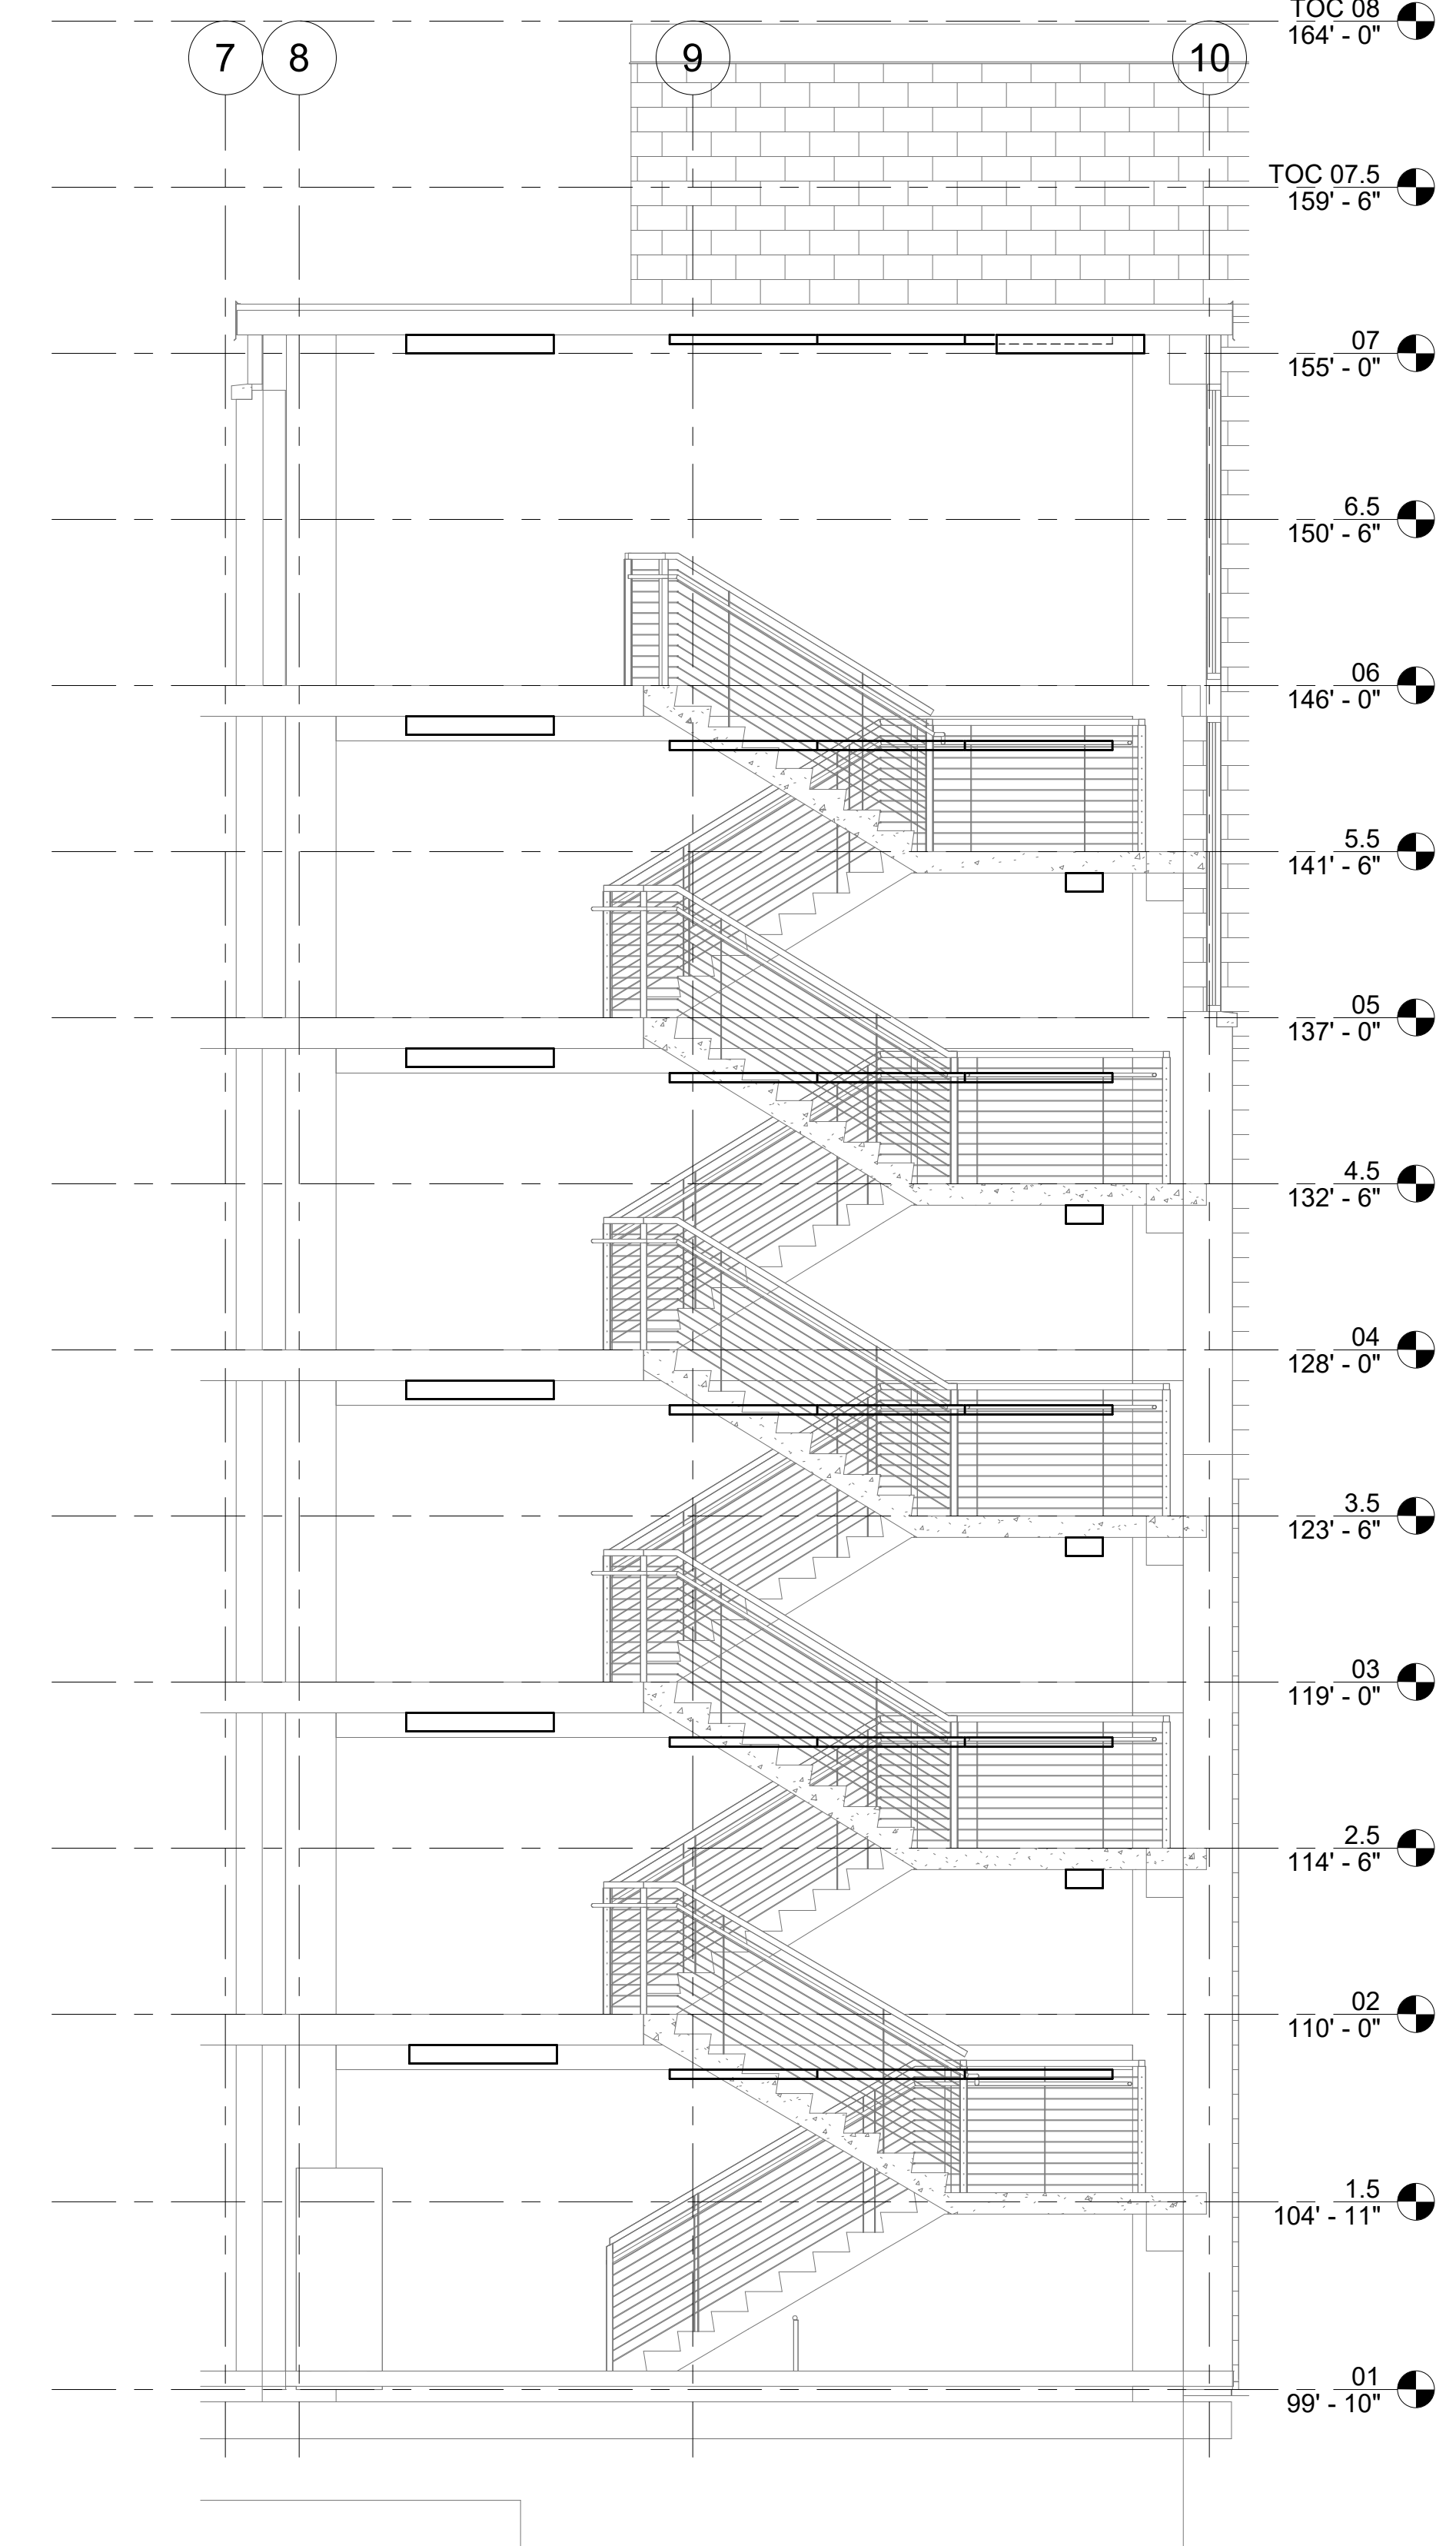 TOC 08
164' - 0"
7 8 9 10
TOC 07.5
159' - 6"
07
155' - 0"
6.5
150' - 6"
06
146' - 0"
5.5
141' - 6"
05
137' - 0"
4.5
132' - 6"
04
128' - 0"
3.5
123' - 6"
03
119' - 0"
2.5
114' - 6"
02
110' - 0"
1.5
104' - 11"
01
99' - 10"